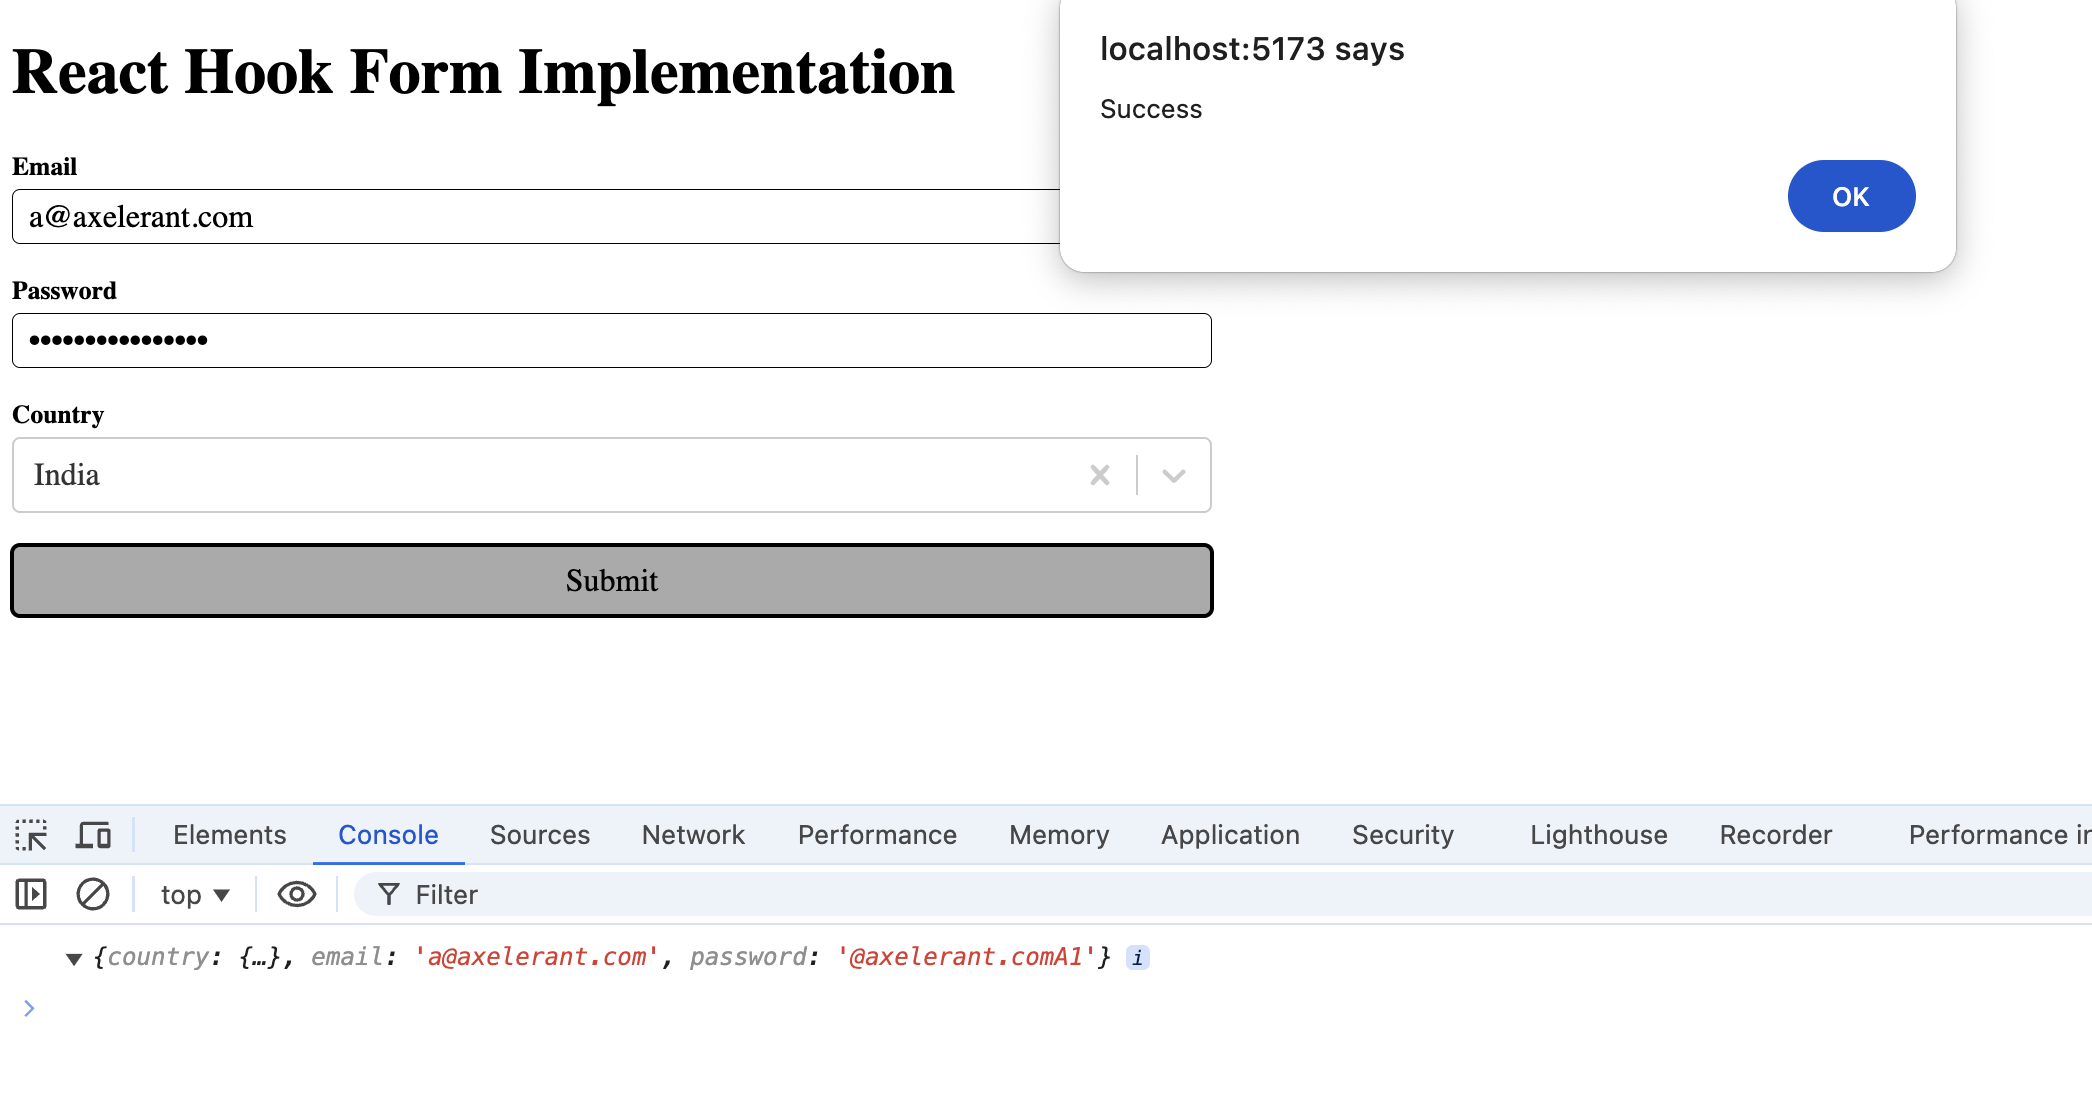 React Hook Form Implementation
localhost:5173 says
Success
OK
Email
a@axelerant.com
Password
••••••••••••••••
Country
India
Submit
Elements Console Sources Network Performance Memory Application Security Lighthouse Recorder Performance in
top ▼ Filter
▼ {country: {…}, email: 'a@axelerant.com', password: '@axelerant.comA1'} i
>